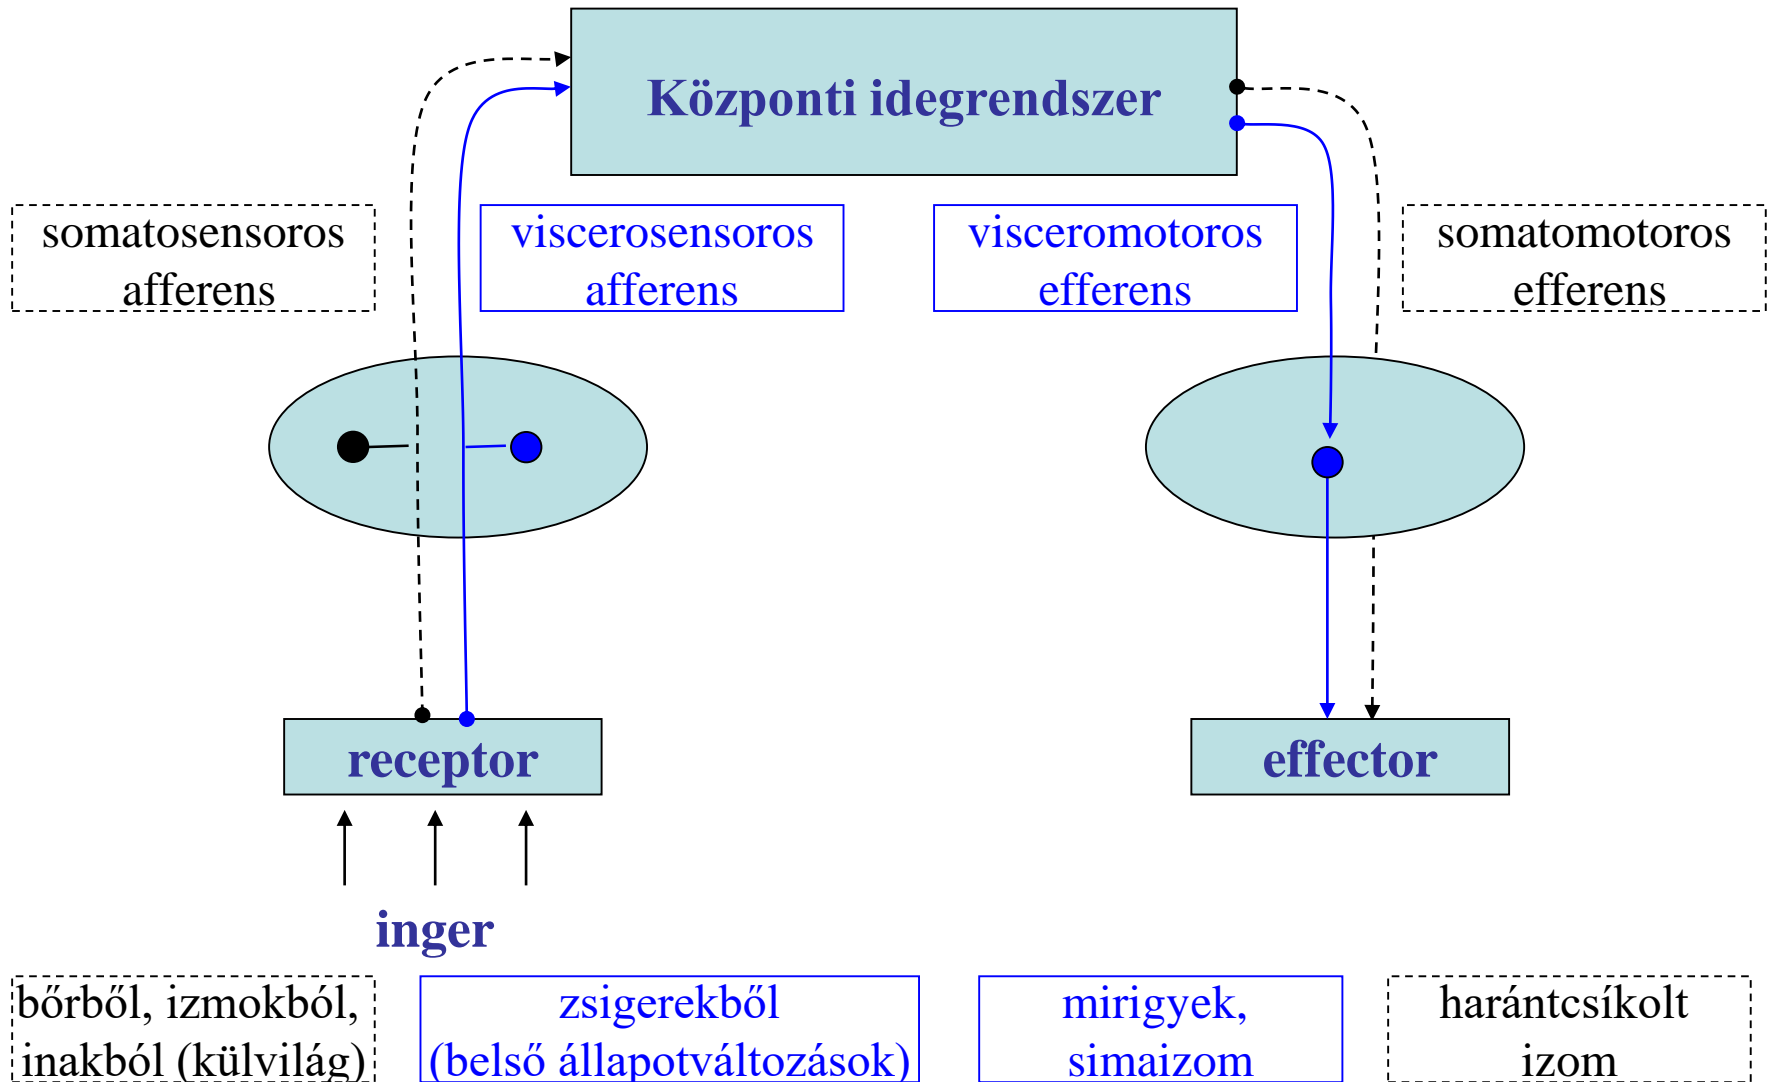 Központi idegrendszer
somatosensoros
afferens
viscerosensoros
afferens
visceromotoros
efferens
somatomotoros
efferens
receptor
effector
inger
bőrből, izmokból,
inakból (külvilág)
zsigerekből
(belső állapotváltozások)
mirigyek,
simaizom
harántcsíkolt
izom